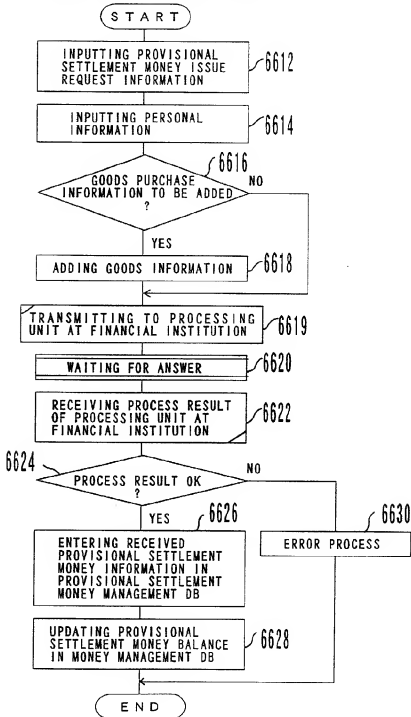 START
INPUTTING PROVISIONAL
SETTLEMENT MONEY ISSUE
REQUEST INFORMATION
6612
INPUTTING PERSONAL
INFORMATION
6614
6616
GOODS PURCHASE
INFORMATION TO BE ADDED
?
NO
YES
ADDING GOODS INFORMATION
6618
TRANSMITTING TO PROCESSING
UNIT AT FINANCIAL INSTITUTION
6619
WAITING FOR ANSWER
6620
RECEIVING PROCESS RESULT
OF PROCESSING UNIT AT
FINANCIAL INSTITUTION
6622
6624
PROCESS RESULT OK
?
NO
YES
6626
ENTERING RECEIVED
PROVISIONAL SETTLEMENT
MONEY INFORMATION IN
PROVISIONAL SETTLEMENT
MONEY MANAGEMENT DB
6630
ERROR PROCESS
UPDATING PROVISIONAL
SETTLEMENT MONEY BALANCE
IN MONEY MANAGEMENT DB
6628
END